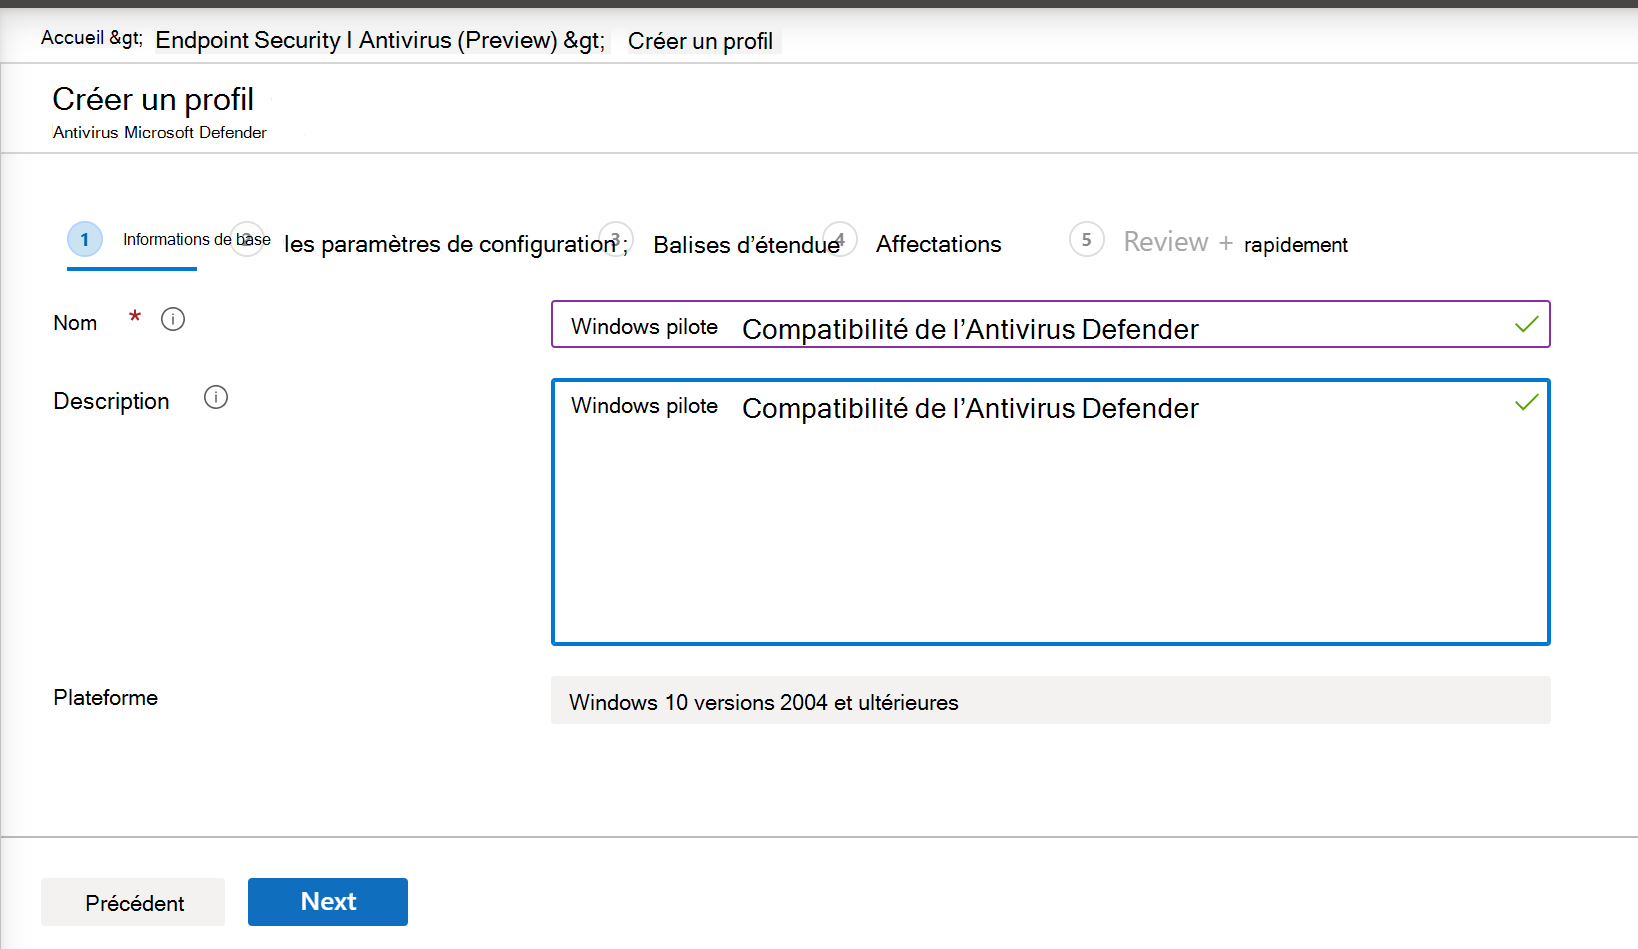 Accueil &gt; Endpoint Security I Antivirus (Preview) &gt; Créer un profil
Créer un profil
Antivirus Microsoft Defender
1 Informations de base 2 les paramètres de configuration ; 3 Balises d’étendue 4 Affectations 5 Review + rapidement
Nom * i Windows pilote Compatibilité de l’Antivirus Defender
Description i Windows pilote Compatibilité de l’Antivirus Defender
Plateforme Windows 10 versions 2004 et ultérieures
Précédent Next